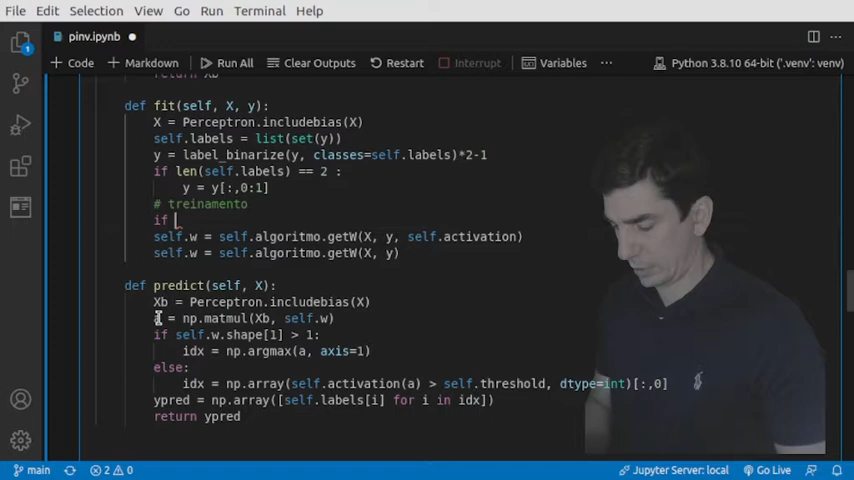 File Edit Selection View Go Run Terminal Help
pinv.ipynb
+ Code + Markdown Run All Clear Outputs Restart Interrupt Variables ... Python 3.8.10 64-bit ('.venv': venv)
def fit(self, X, y):
X = Perceptron.includebias(X)
self.labels = list(set(y))
y = label_binarize(y, classes=self.labels)*2-1
if len(self.labels) == 2 :
y = y[:,0:1]
# treinamento
if
self.w = self.algoritmo.getW(X, y, self.activation)
self.w = self.algoritmo.getW(X, y)
def predict(self, X):
Xb = Perceptron.includebias(X)
a = np.matmul(Xb, self.w)
if self.w.shape[1] > 1:
idx = np.argmax(a, axis=1)
else:
idx = np.array(self.activation(a) > self.threshold, dtype=int)[:,0]
ypred = np.array([self.labels[i] for i in idx])
return ypred
1
main 2 0 Jupyter Server: local Go Live